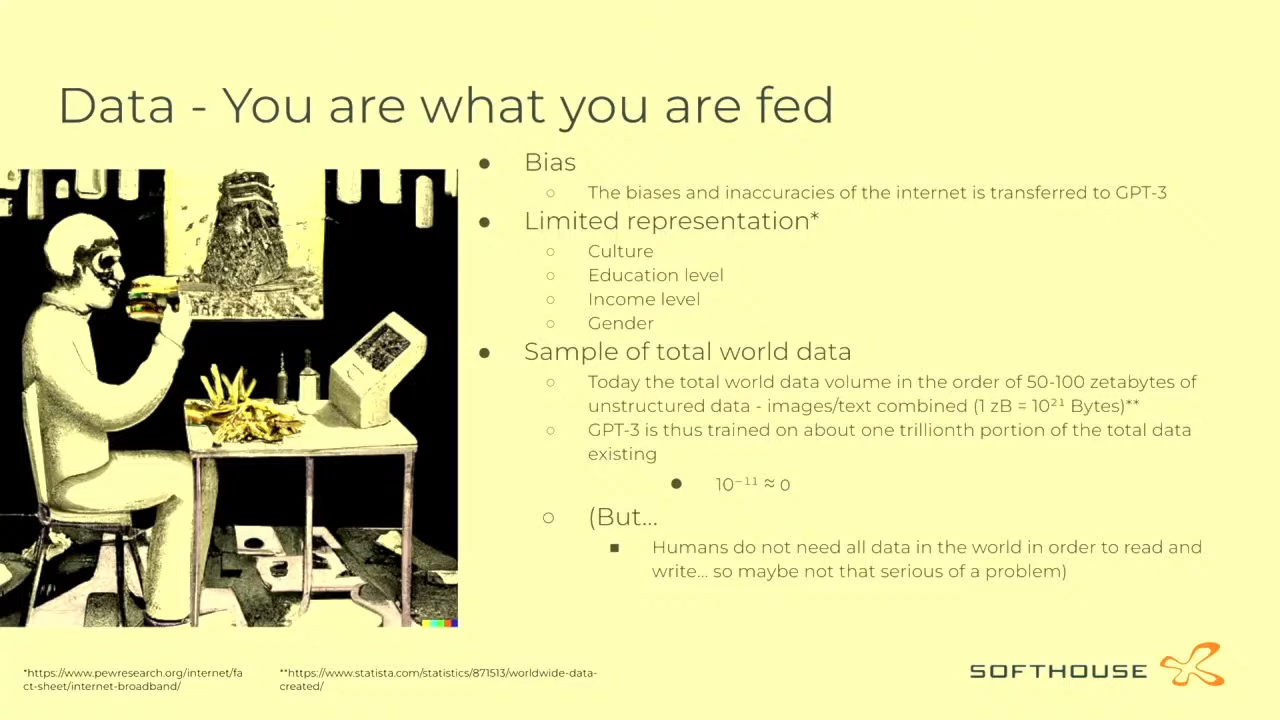 Data - You are what you are fed
● Bias
○ The biases and inaccuracies of the internet is transferred to GPT-3
● Limited representation*
○ Culture
○ Education level
○ Income level
○ Gender
● Sample of total world data
○ Today the total world data volume in the order of 50-100 zetabytes of
unstructured data - images/text combined (1 zB = 10²¹ Bytes)**
○ GPT-3 is thus trained on about one trillionth portion of the total data
existing
● 10⁻¹¹ ≈ 0
○ (But...
■ Humans do not need all data in the world in order to read and
write... so maybe not that serious of a problem)
*https://www.pewresearch.org/internet/fa
ct-sheet/internet-broadband/
**https://www.statista.com/statistics/871513/worldwide-data-
created/
SOFTHOUSE